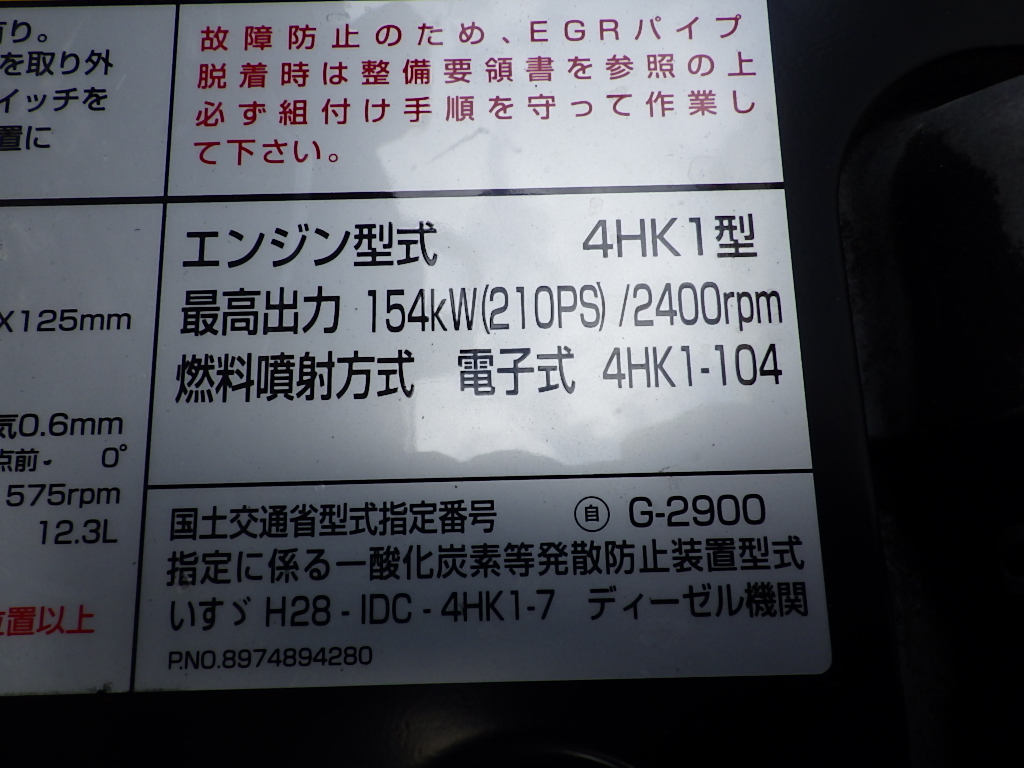 有り。
を取り外
イッチを
置に
故障防止のため、EGRパイプ
脱着時は整備要領書を参照の上
必ず組付け手順を守って作業し
て下さい。
X125mm
気0.6mm
点前- 0°
575rpm
12.3L
位置以上
エンジン型式 4HK1型
最高出力 154kW(210PS)/2400rpm
燃料噴射方式 電子式 4HK1-104
国土交通省型式指定番号 自 G-2900
指定に係る一酸化炭素等発散防止装置型式
いすゞ H28-IDC-4HK1-7 ディーゼル機関
P.NO.8974894280